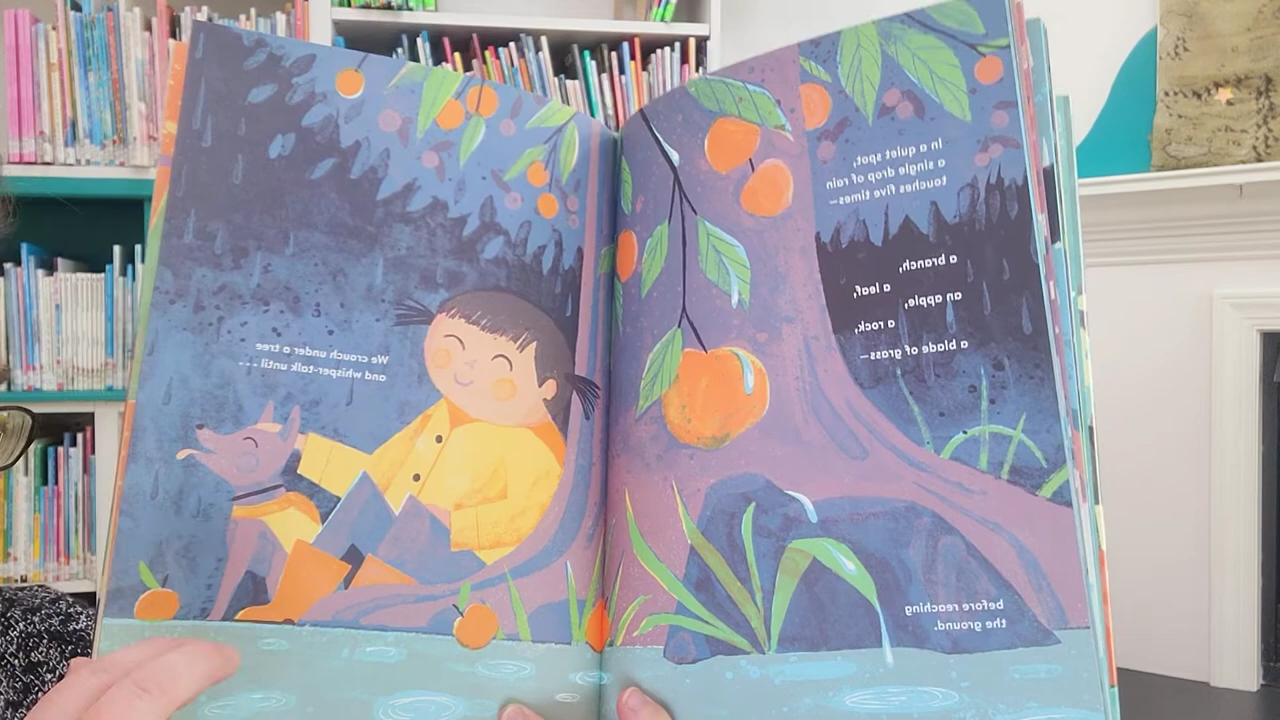 In a quiet spot,
a single drop of rain
touches five times—
a branch,
a leaf,
an apple,
a rock,
a blade of grass—
before reaching
the ground.
We crouch under a tree
and whisper-talk until . . .